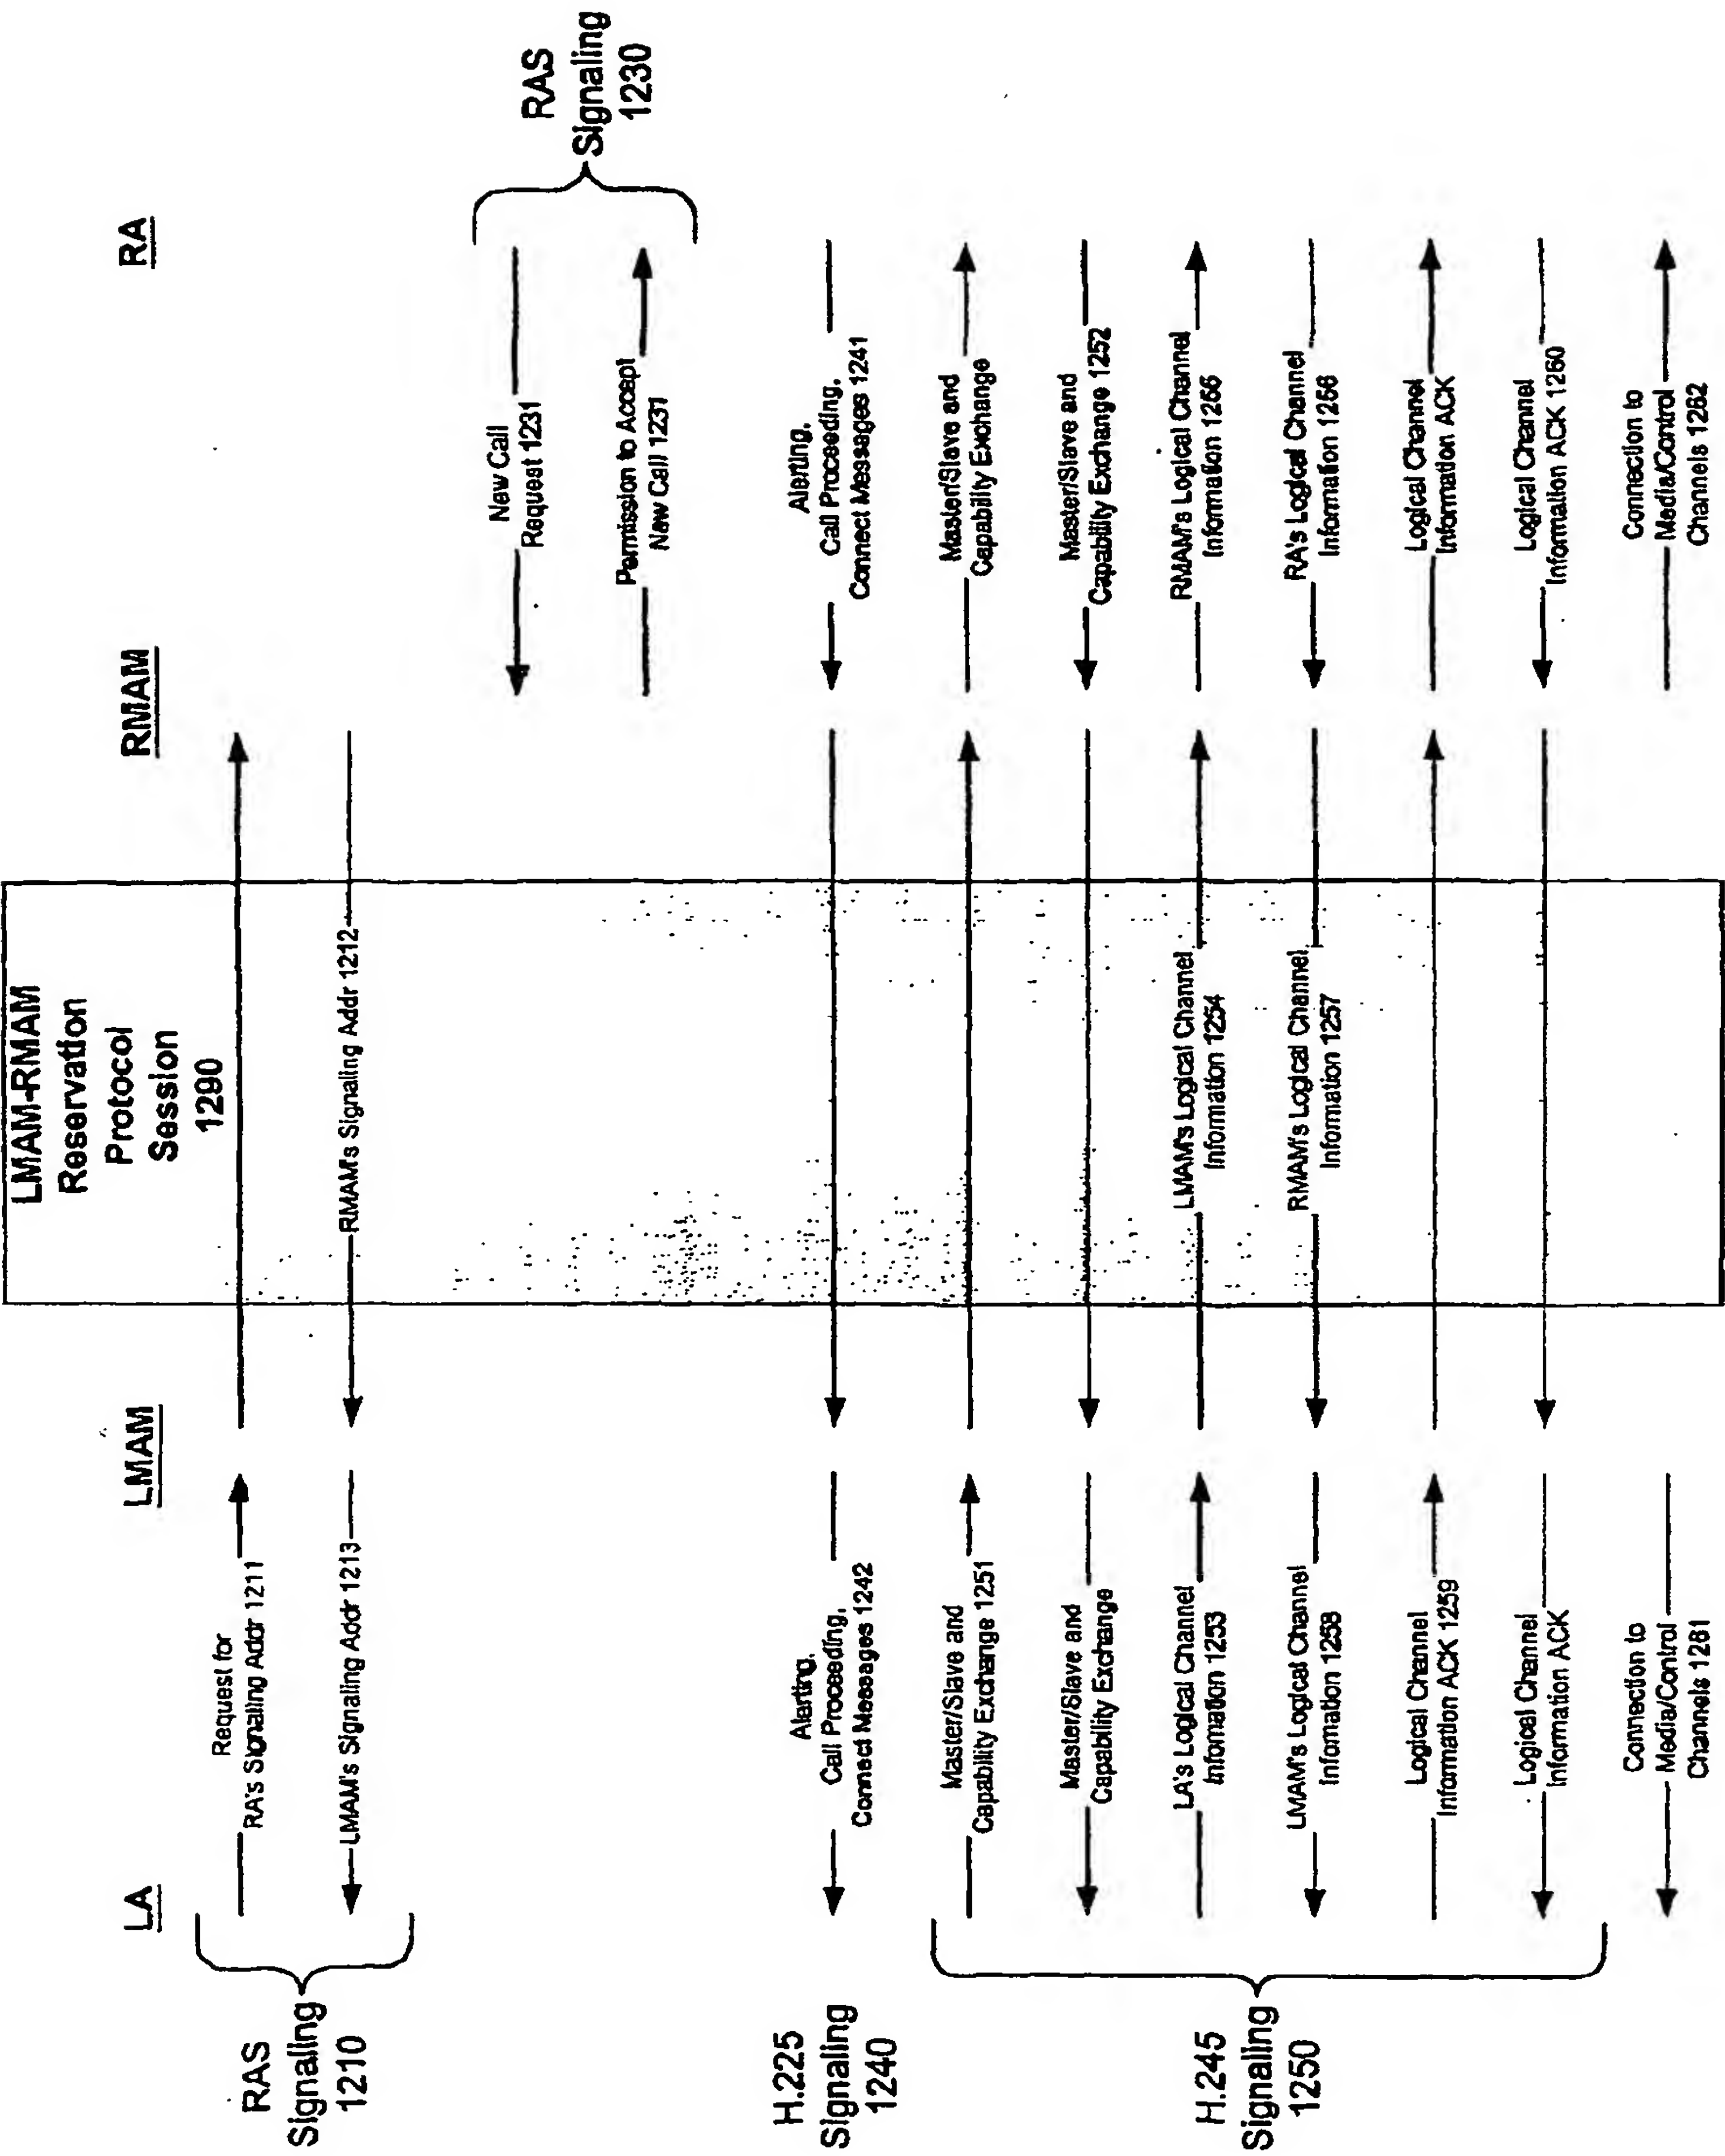 LMAM-RMAM
Reservation
Protocol
Session
1290
LA
LMAM
RMAM
RA
RAS
Signaling
1210
Request for
RA's Signaling Addr 1211
RMAM's Signaling Addr 1212
LMAM's Signaling Addr 1213
New Call
Request 1231
Permission to Accept
New Call 1231
RAS
Signaling
1230
H.225
Signaling
1240
Alerting,
Call Proceeding,
Connect Messages 1242
Alerting,
Call Proceeding,
Connect Messages 1241
H.245
Signaling
1250
Master/Slave and
Capability Exchange 1251
Master/Slave and
Capability Exchange
Master/Slave and
Capability Exchange
Master/Slave and
Capability Exchange 1252
LA's Logical Channel
Information 1253
LMAM's Logical Channel
Information 1254
RMAM's Logical Channel
Information 1255
LMAM's Logical Channel
Information 1258
RMAM's Logical Channel
Information 1257
RA's Logical Channel
Information 1256
Logical Channel
Information ACK 1259
Logical Channel
Information ACK
Logical Channel
Information ACK
Logical Channel
Information ACK 1260
Connection to
Media/Control
Channels 1261
Connection to
Media/Control
Channels 1262